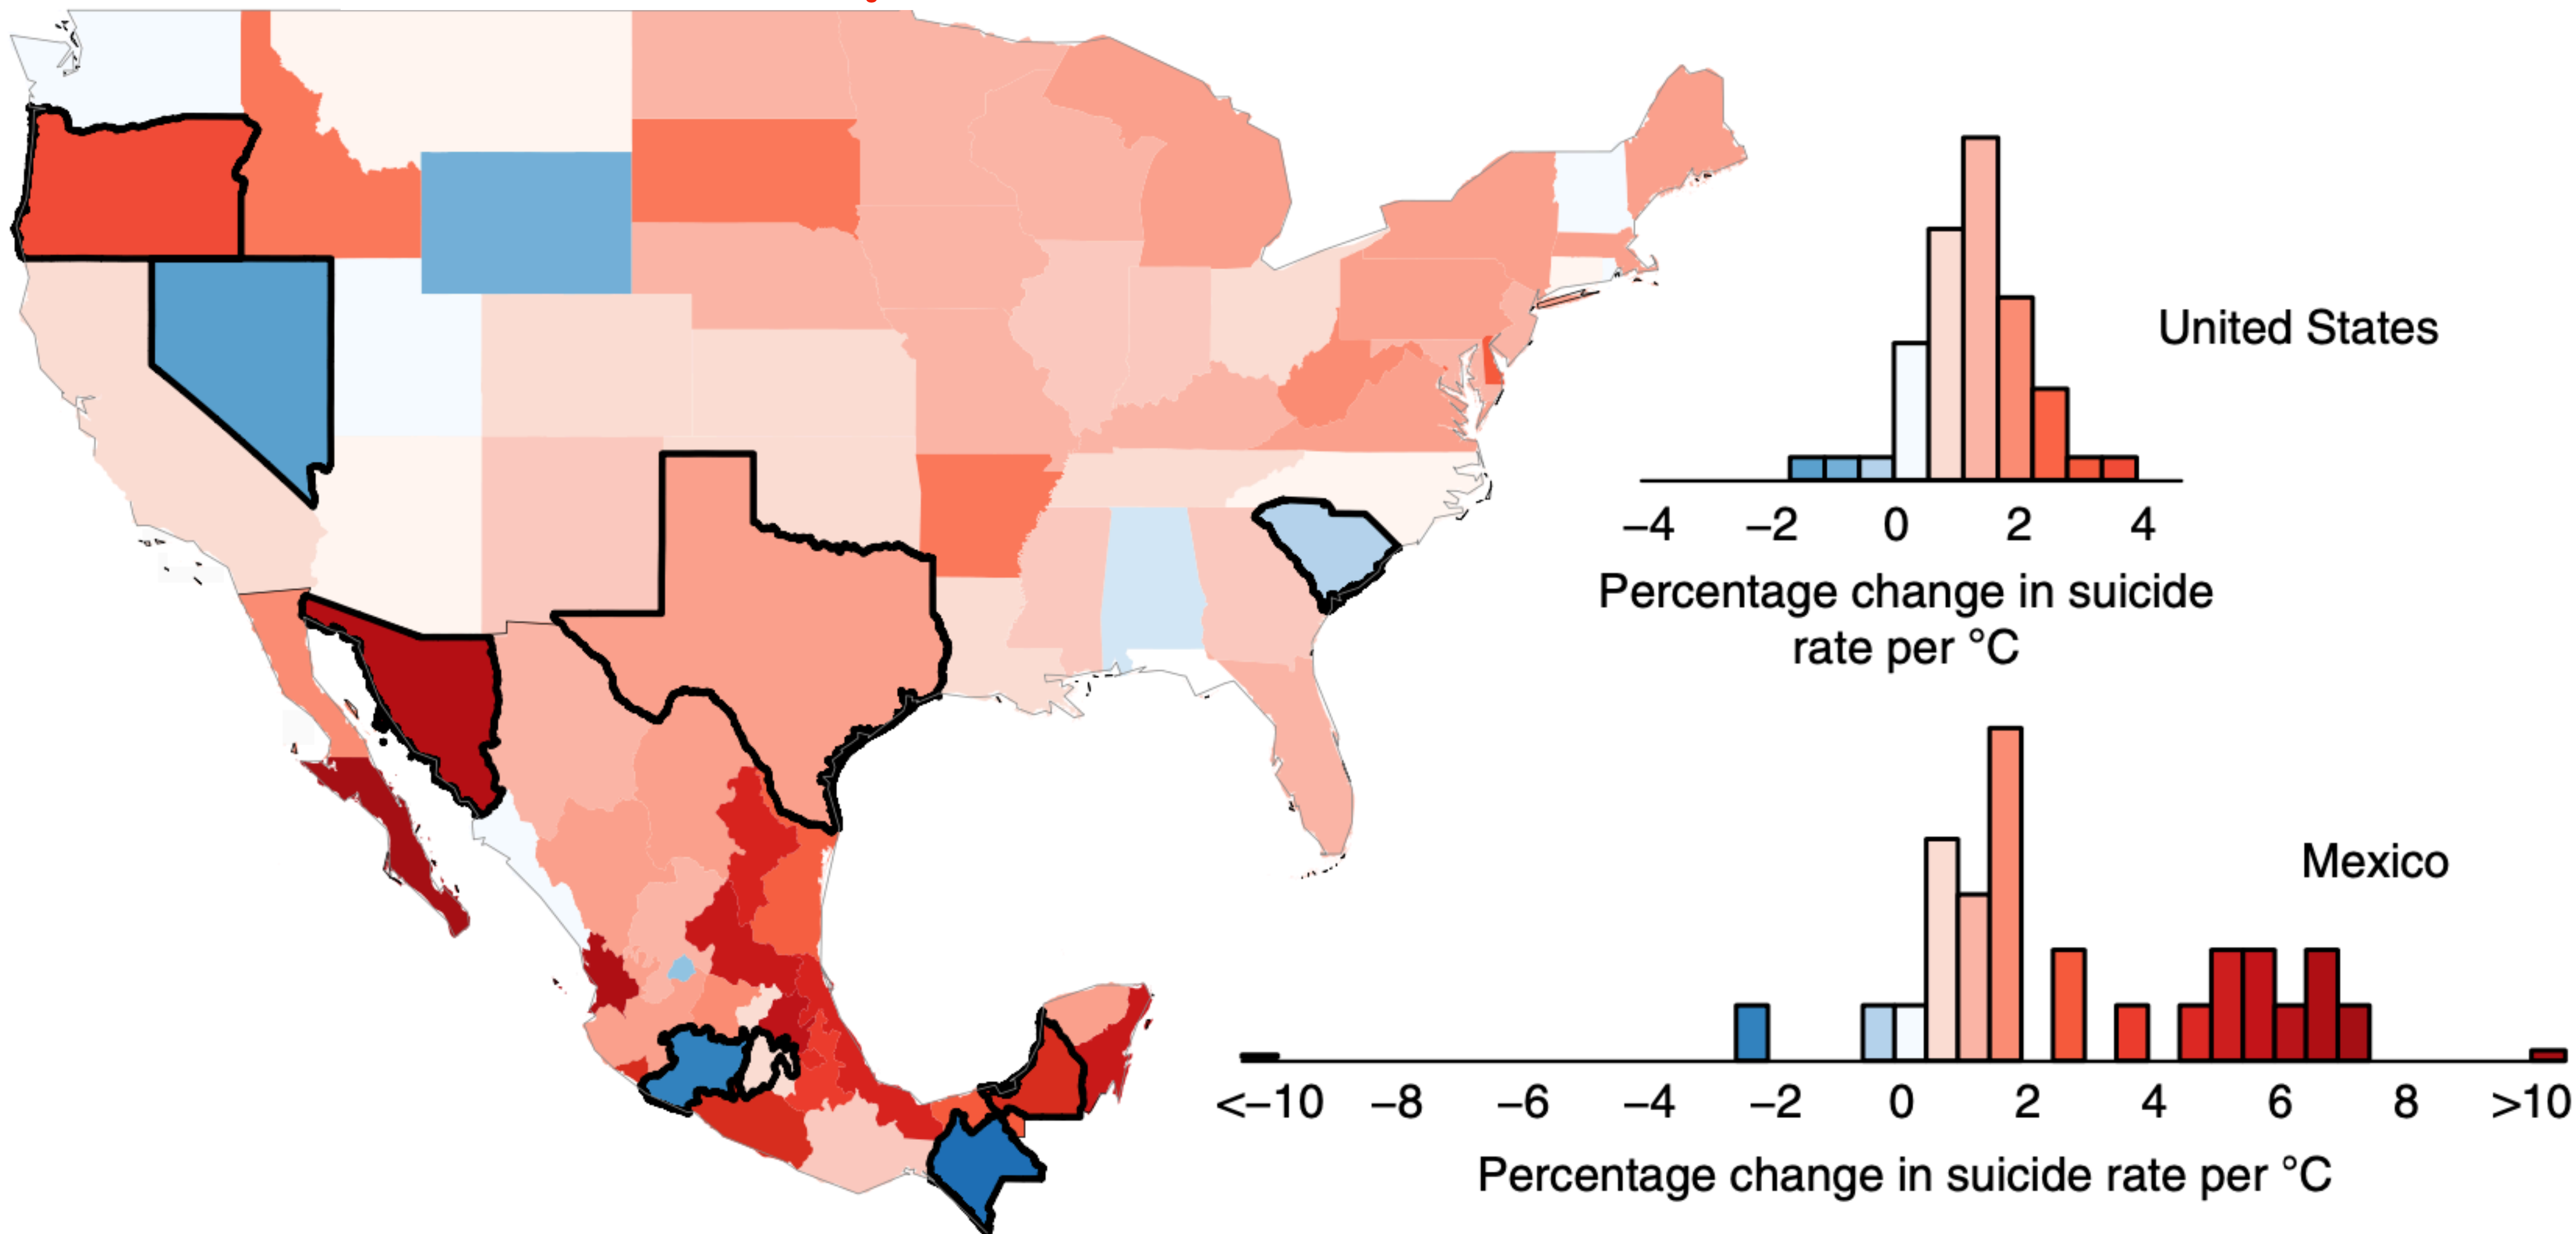 United States
−4 −2 0 2 4
Percentage change in suicide
rate per °C
Mexico
<−10 −8 −6 −4 −2 0 2 4 6 8 >10
Percentage change in suicide rate per °C